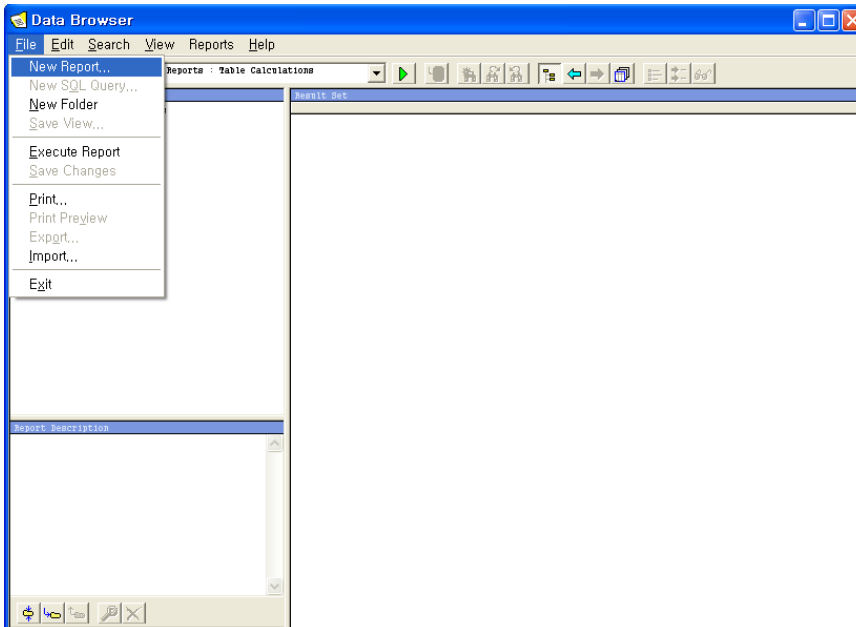 Data Browser
File Edit Search View Reports Help
Reports : Table Calculations
New Report...
New SQL Query...
New Folder
Save View...
Execute Report
Save Changes
Print...
Print Preview
Export...
Import...
Exit
Result Set
Report Description